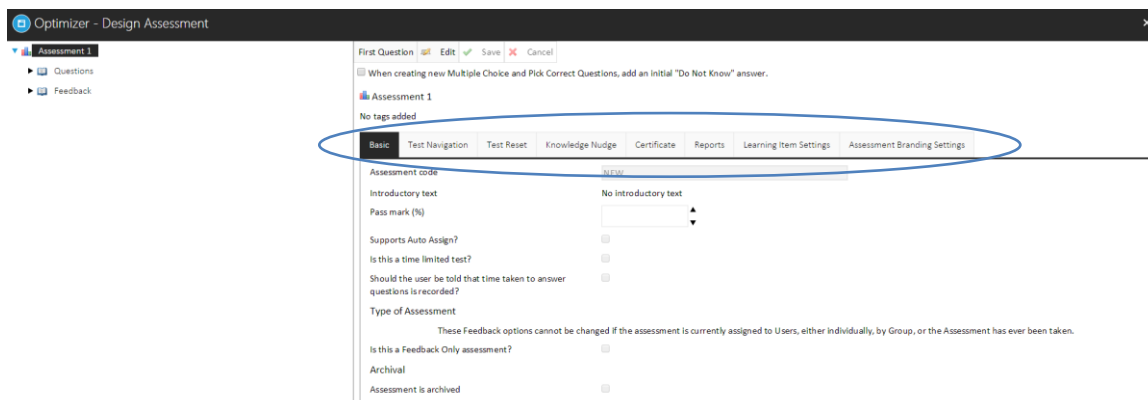 Optimizer - Design Assessment
Assessment 1
Questions
Feedback
First Question Edit Save Cancel
When creating new Multiple Choice and Pick Correct Questions, add an initial "Do Not Know" answer.
Assessment 1
No tags added
Basic Test Navigation Test Reset Knowledge Nudge Certificate Reports Learning Item Settings Assessment Branding Settings
Assessment code NEW
Introductory text No introductory text
Pass mark (%)
Supports Auto Assign?
Is this a time limited test?
Should the user be told that time taken to answer
questions is recorded?
Type of Assessment
These Feedback options cannot be changed if the assessment is currently assigned to Users, either individually, by Group, or the Assessment has ever been taken.
Is this a Feedback Only assessment?
Archival
Assessment is archived